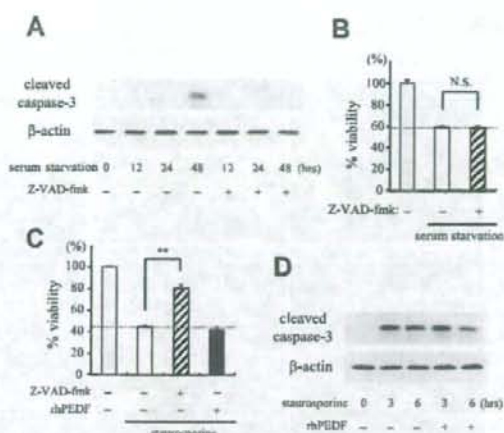 A
cleaved
caspase-3
β-actin
serum starvation 0 12 24 48 12 24 48 (hrs)
Z-VAD-fmk − − − − + + +
B
(%)
N.S.
100
80
60
40
20
0
% viability
Z-VAD-fmk: − − +
serum starvation
C
(%)
**
100
80
60
40
20
0
% viability
Z-VAD-fmk − − + −
rhPEDF − − − +
staurosporine
D
cleaved
caspase-3
β-actin
staurosporine 0 3 6 3 6 (hrs)
rhPEDF − − − + +